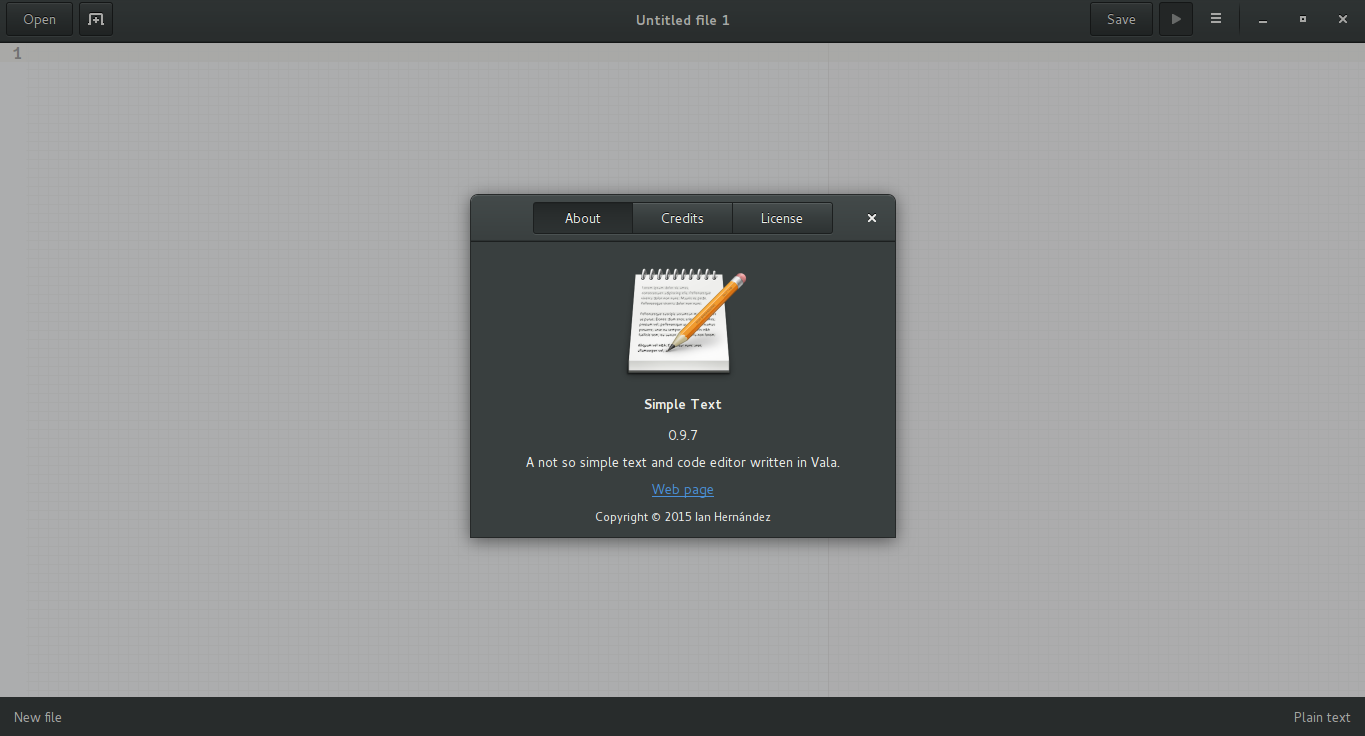 Open
Untitled file 1
Save
1
About
Credits
License
Simple Text
0.9.7
A not so simple text and code editor written in Vala.
Web page
Copyright © 2015 Ian Hernández
New file
Plain text